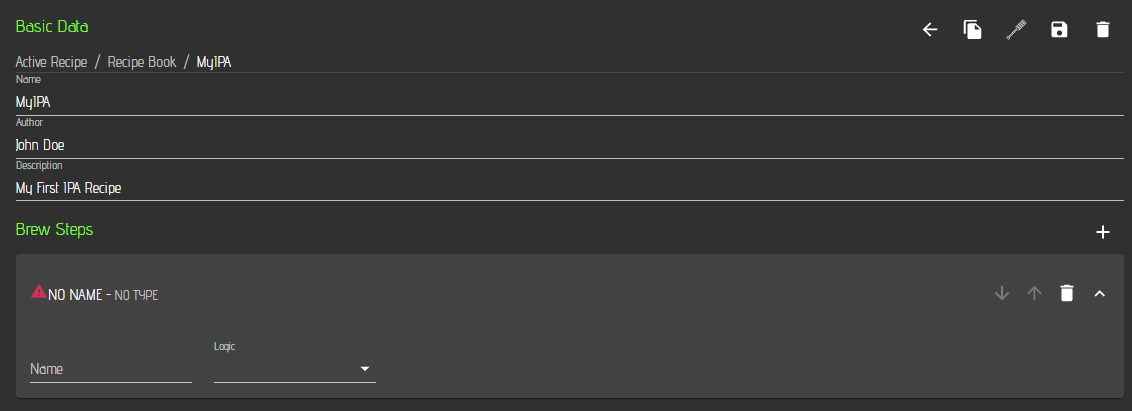 Basic Data
Active Recipe / Recipe Book / MyIPA
Name
MyIPA
Author
John Doe
Description
My First IPA Recipe
Brew Steps
NO NAME - NO TYPE
Logic
Name